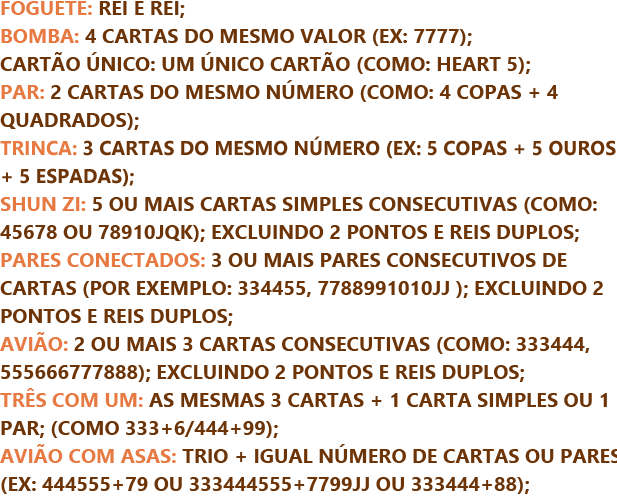 FOGUETE: REI E REI;
BOMBA: 4 CARTAS DO MESMO VALOR (EX: 7777);
CARTÃO ÚNICO: UM ÚNICO CARTÃO (COMO: HEART 5);
PAR: 2 CARTAS DO MESMO NÚMERO (COMO: 4 COPAS + 4
QUADRADOS);
TRINCA: 3 CARTAS DO MESMO NÚMERO (EX: 5 COPAS + 5 OUROS
+ 5 ESPADAS);
SHUN ZI: 5 OU MAIS CARTAS SIMPLES CONSECUTIVAS (COMO:
45678 OU 78910JQK); EXCLUINDO 2 PONTOS E REIS DUPLOS;
PARES CONECTADOS: 3 OU MAIS PARES CONSECUTIVOS DE
CARTAS (POR EXEMPLO: 334455, 7788991010JJ ); EXCLUINDO 2
PONTOS E REIS DUPLOS;
AVIÃO: 2 OU MAIS 3 CARTAS CONSECUTIVAS (COMO: 333444,
555666777888); EXCLUINDO 2 PONTOS E REIS DUPLOS;
TRÊS COM UM: AS MESMAS 3 CARTAS + 1 CARTA SIMPLES OU 1
PAR; (COMO 333+6/444+99);
AVIÃO COM ASAS: TRIO + IGUAL NÚMERO DE CARTAS OU PARES
(EX: 444555+79 OU 333444555+7799JJ OU 333444+88);